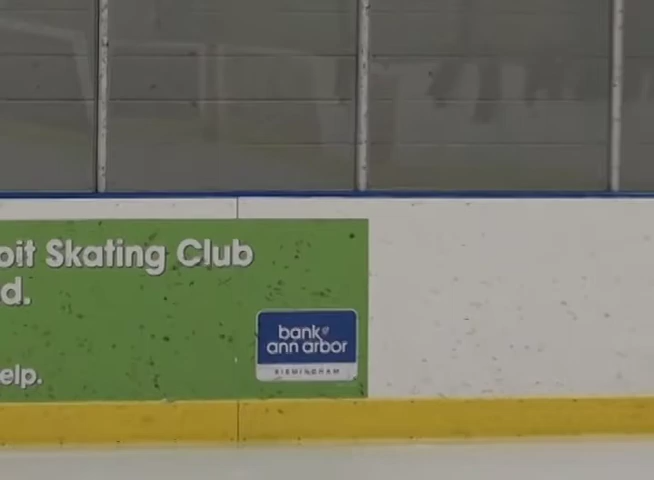 oit Skating Club
d.
elp.
bank of
ann arbor
BIRMINGHAM